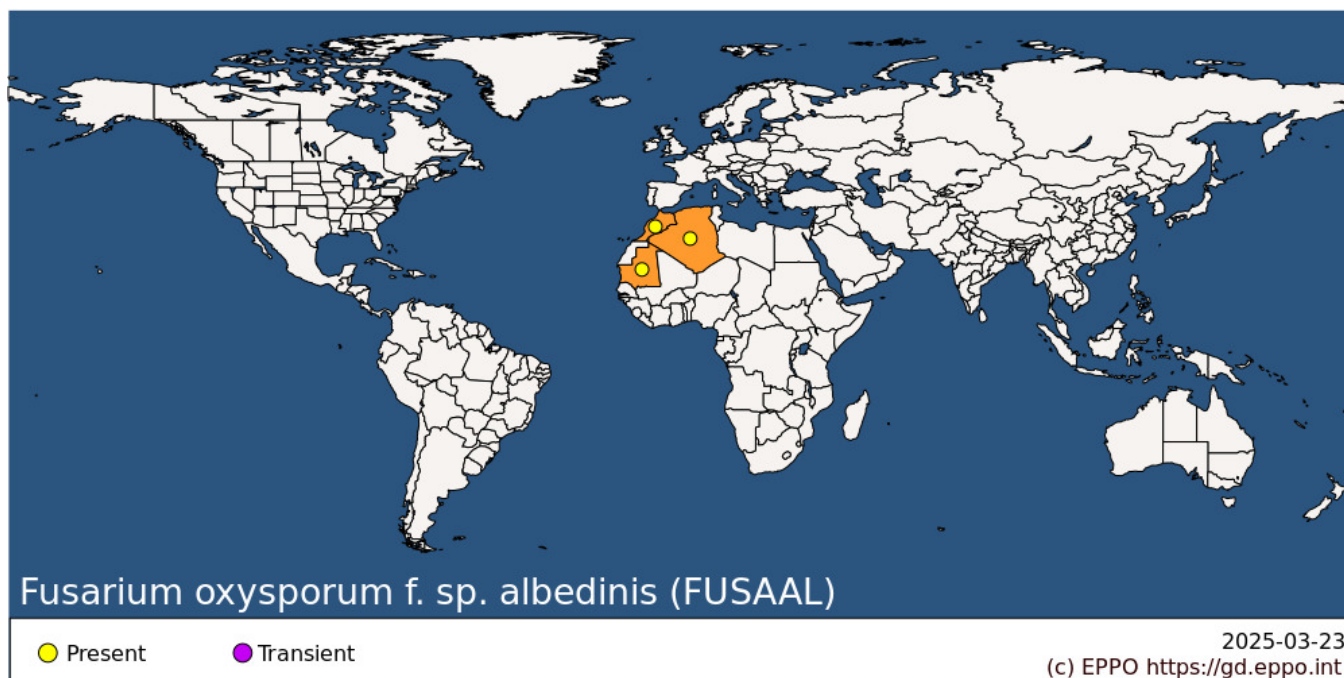 Fusarium oxysporum f. sp. albedinis (FUSAAL)
Present
Transient
2025-03-23
(c) EPPO https://gd.eppo.int